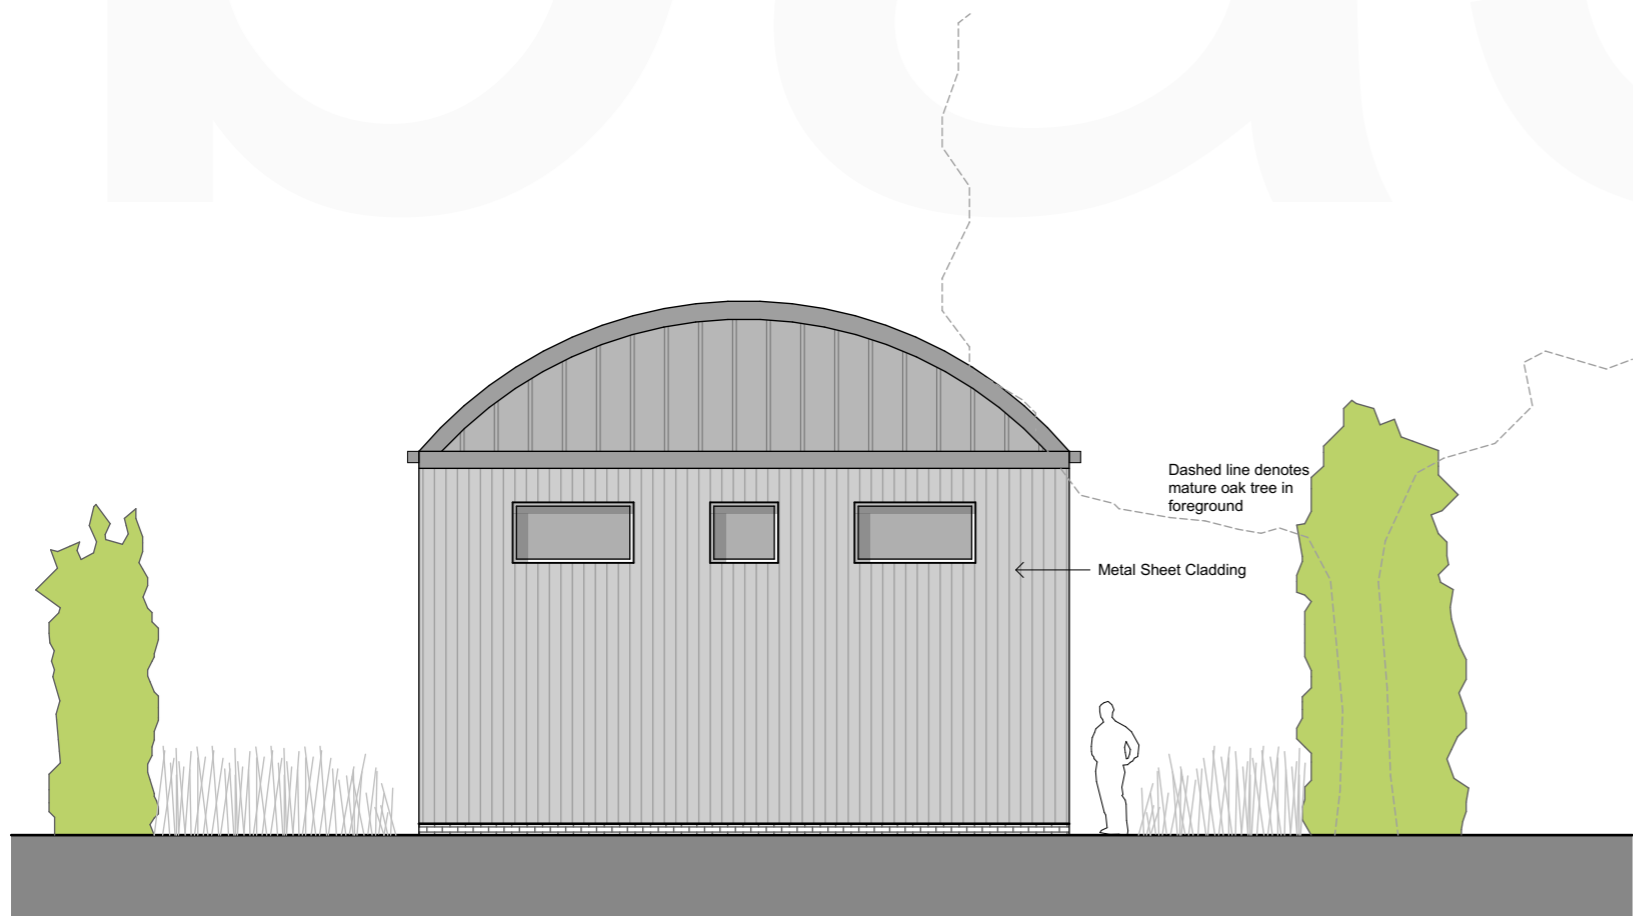 Dashed line denotes
mature oak tree in
foreground
Metal Sheet Cladding